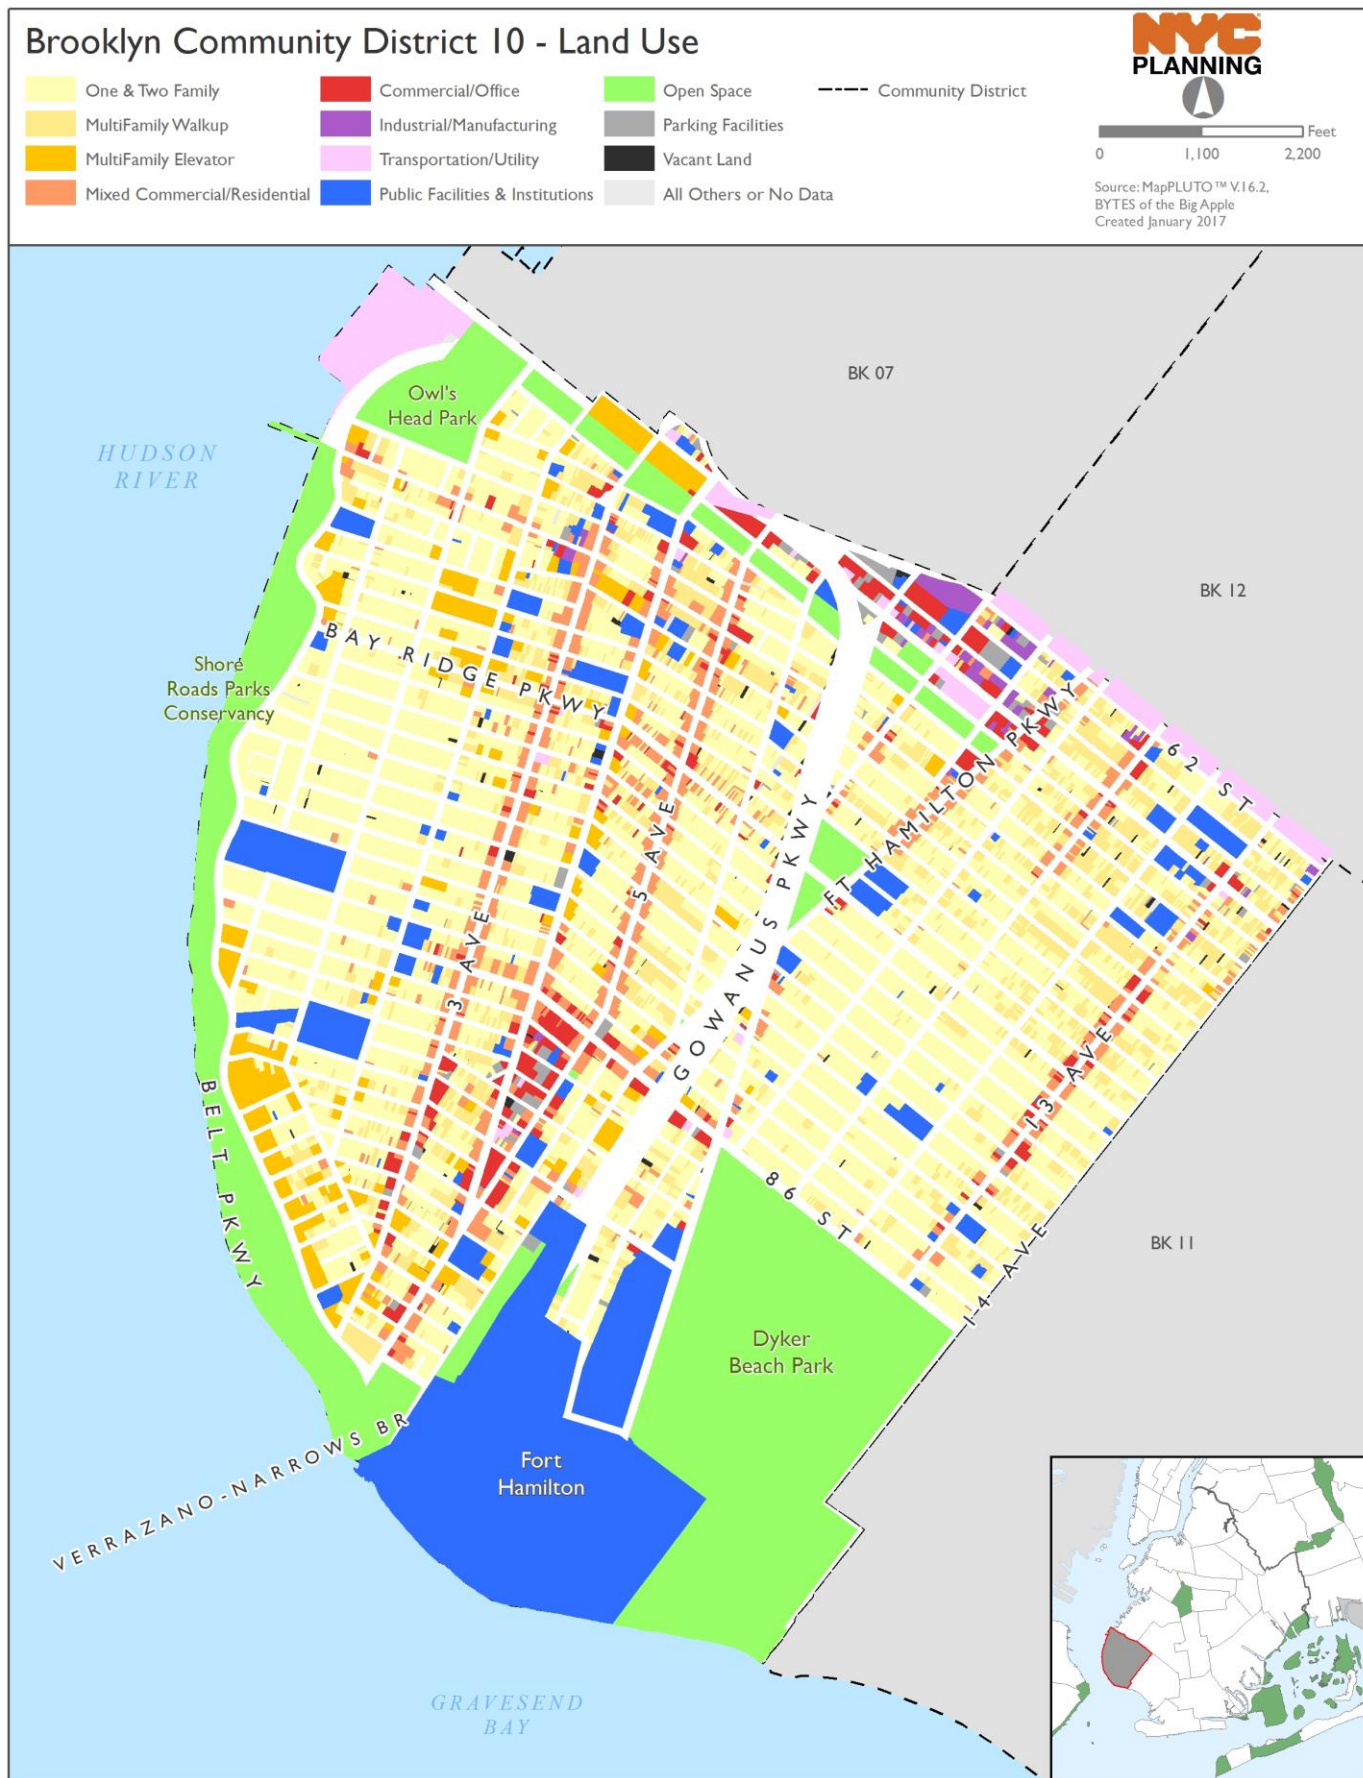 Brooklyn Community District 10 - Land Use
One & Two Family
MultiFamily Walkup
MultiFamily Elevator
Mixed Commercial/Residential
Commercial/Office
Industrial/Manufacturing
Transportation/Utility
Public Facilities & Institutions
Open Space
Parking Facilities
Vacant Land
All Others or No Data
Community District
NYC
PLANNING
Feet
0 1,100 2,200
Source: MapPLUTO™ V.16.2,
BYTES of the Big Apple
Created January 2017
BK 07
Owl's
Head Park
HUDSON
RIVER
BK 12
BAY RIDGE PKWY
Shore
Roads Parks
Conservancy
62 ST
FT HAMILTON PKWY
5 AVE
3 AVE
GOWANUS PKWY
13 AVE
BELT PKWY
86 ST
14 AVE
BK 11
Dyker
Beach Park
Fort
Hamilton
VERRAZANO-NARROWS BR
GRAVESEND
BAY